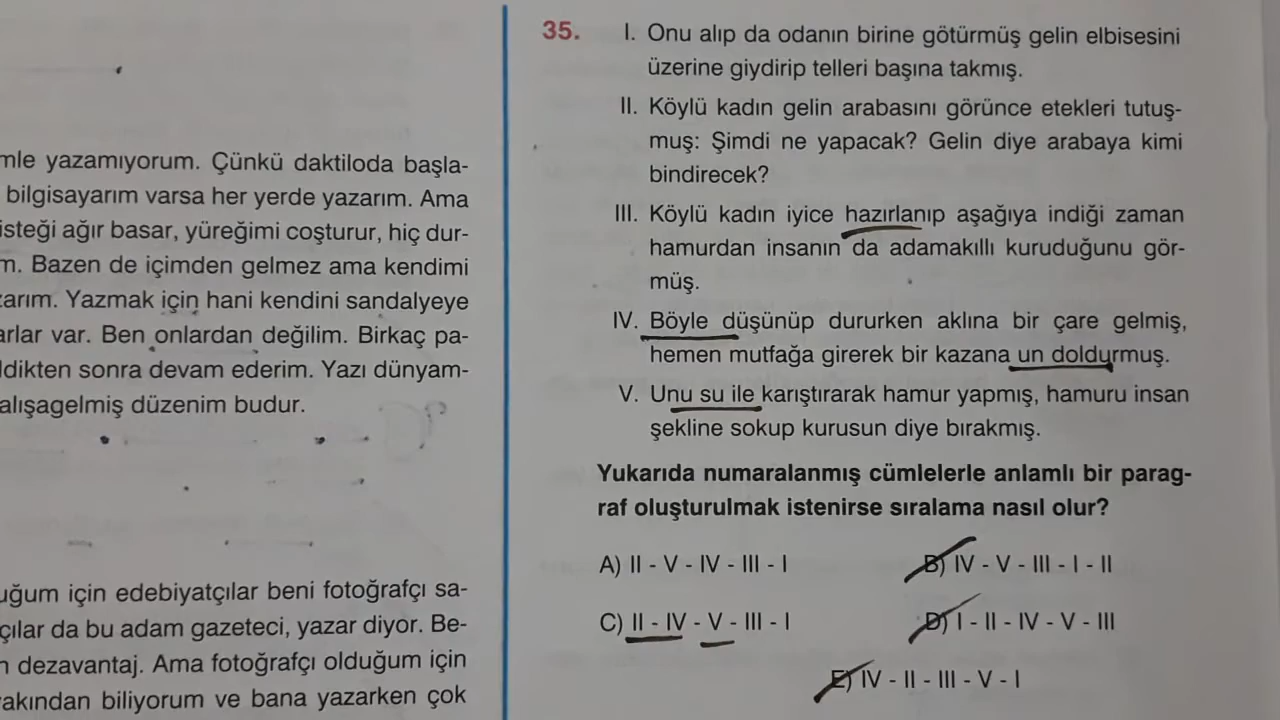 mle yazamıyorum. Çünkü daktiloda başla-
bilgisayarım varsa her yerde yazarım. Ama
isteği ağır basar, yüreğimi coşturur, hiç dur-
m. Bazen de içimden gelmez ama kendimi
zarım. Yazmak için hani kendini sandalyeye
arlar var. Ben onlardan değilim. Birkaç pa-
ldikten sonra devam ederim. Yazı dünyam-
alışagelmiş düzenim budur.
uğum için edebiyatçılar beni fotoğrafçı sa-
çılar da bu adam gazeteci, yazar diyor. Be-
n dezavantaj. Ama fotoğrafçı olduğum için
yakından biliyorum ve bana yazarken çok
35. I. Onu alıp da odanın birine götürmüş gelin elbisesini
üzerine giydirip telleri başına takmış.
II. Köylü kadın gelin arabasını görünce etekleri tutuş-
muş: Şimdi ne yapacak? Gelin diye arabaya kimi
bindirecek?
III. Köylü kadın iyice hazırlanıp aşağıya indiği zaman
hamurdan insanın da adamakıllı kuruduğunu gör-
müş.
IV. Böyle düşünüp dururken aklına bir çare gelmiş,
hemen mutfağa girerek bir kazana un doldurmuş.
V. Unu su ile karıştırarak hamur yapmış, hamuru insan
şekline sokup kurusun diye bırakmış.
Yukarıda numaralanmış cümlelerle anlamlı bir parag-
raf oluşturulmak istenirse sıralama nasıl olur?
A) II - V - IV - III - I
B) IV - V - III - I - II
C) II - IV - V - III - I
D) I - II - IV - V - III
E) IV - II - III - V - I